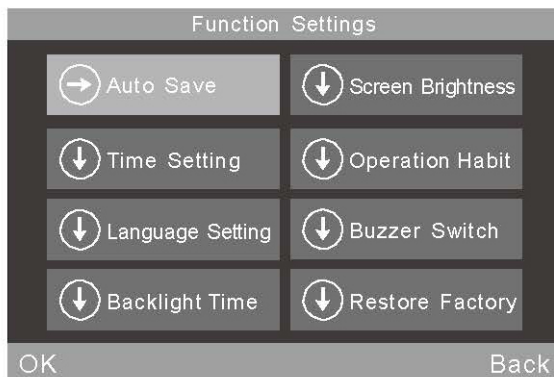 Function Settings
Auto Save
Screen Brightness
Time Setting
Operation Habit
Language Setting
Buzzer Switch
Backlight Time
Restore Factory
OK
Back